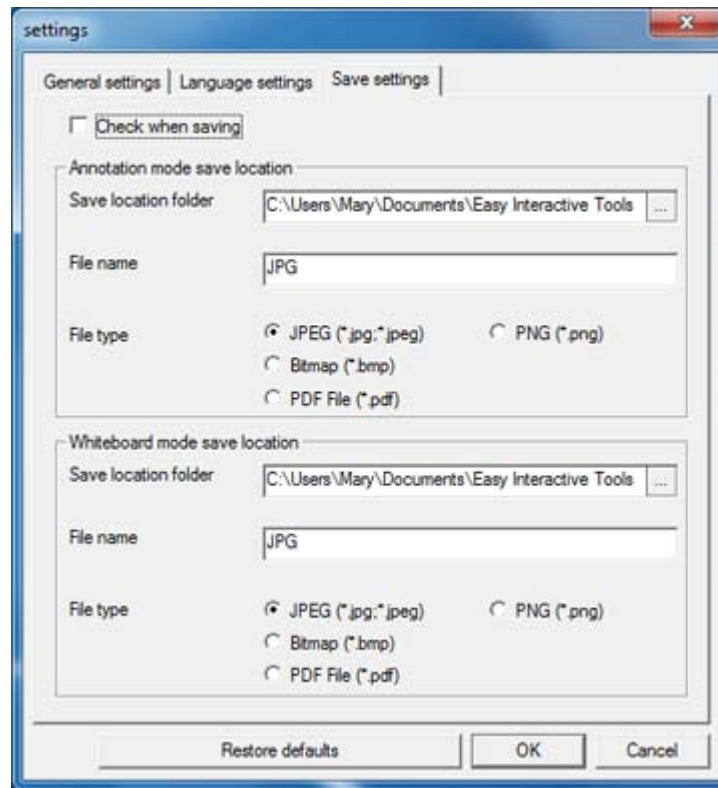 settings
General settings Language settings Save settings
Check when saving
Annotation mode save location
Save location folder C:\Users\Mary\Documents\Easy Interactive Tools ...
File name JPG
File type JPEG (*.jpg;*.jpeg) PNG (*.png)
Bitmap (*.bmp)
PDF File (*.pdf)
Whiteboard mode save location
Save location folder C:\Users\Mary\Documents\Easy Interactive Tools ...
File name JPG
File type JPEG (*.jpg;*.jpeg) PNG (*.png)
Bitmap (*.bmp)
PDF File (*.pdf)
Restore defaults OK Cancel